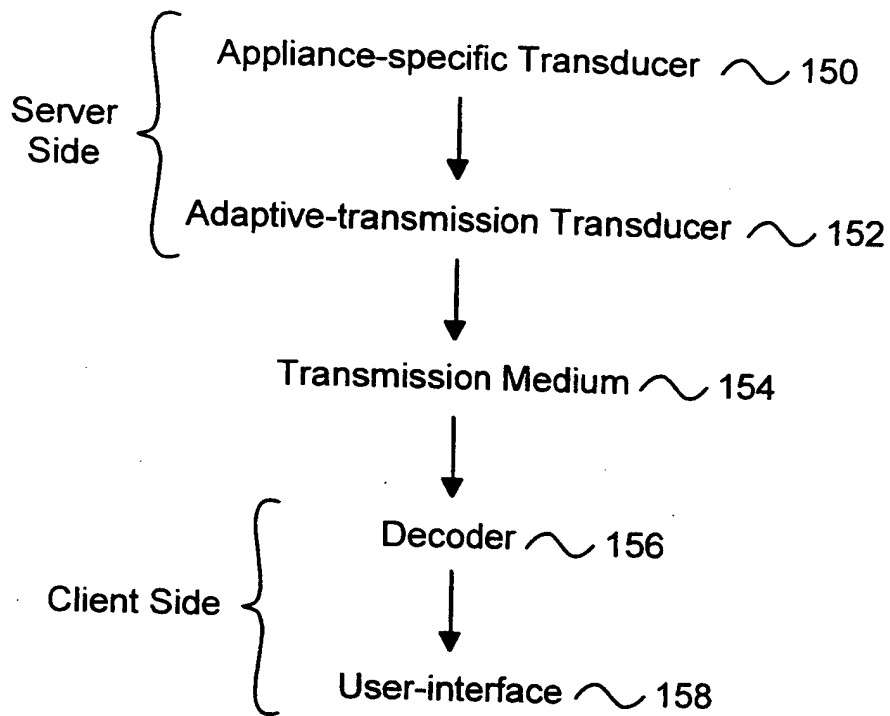 Appliance-specific Transducer 150
Server
Side
Adaptive-transmission Transducer 152
Transmission Medium 154
Decoder 156
Client Side
User-interface 158